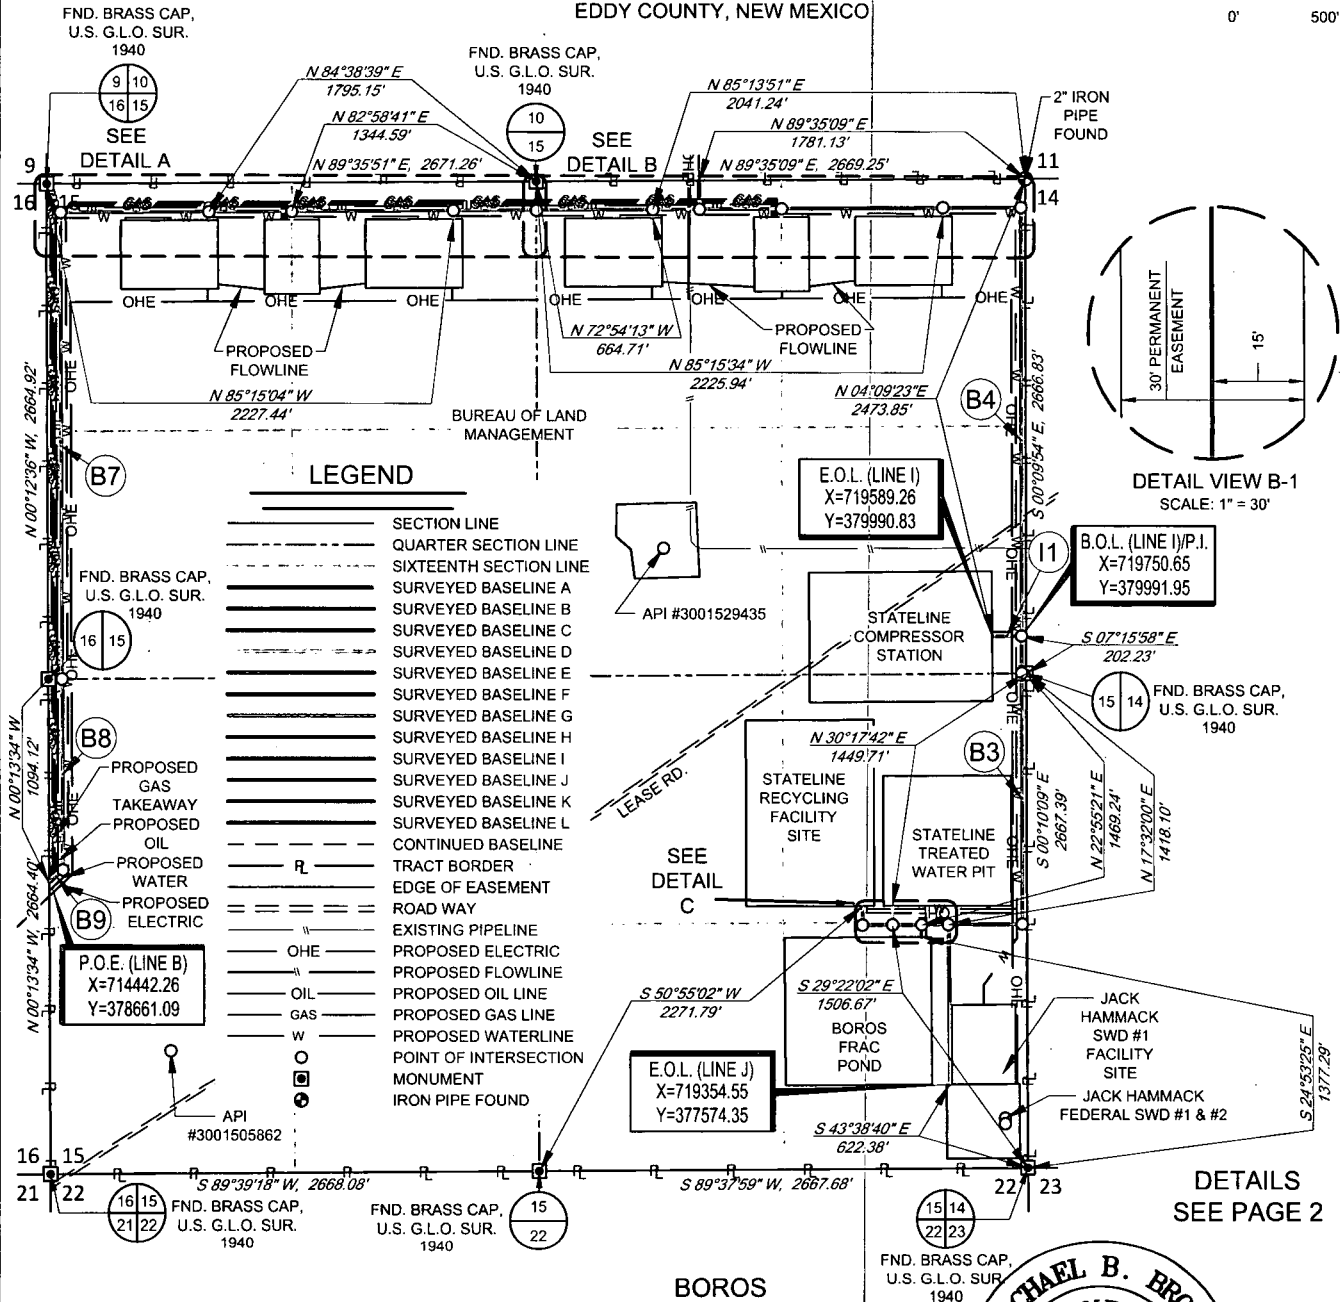 EDDY COUNTY, NEW MEXICO
0' 500'
FND. BRASS CAP,
U.S. G.L.O. SUR.
1940
9 10
16 15
SEE
DETAIL A
N 84°38'39" E
1795.15'
N 82°58'41" E
1344.59'
N 89°35'51" E, 2671.26'
FND. BRASS CAP,
U.S. G.L.O. SUR.
1940
10
15
SEE
DETAIL B
N 85°13'51" E
2041.24'
N 89°35'09" E
1781.13'
N 89°35'09" E, 2669.25'
2" IRON
PIPE
FOUND
9
16 15
11
14
GAS GAS GAS GAS GAS GAS GAS
OHE OHE OHE OHE OHE OHE
PROPOSED
FLOWLINE
N 72°54'13" W
664.71'
PROPOSED
FLOWLINE
N 85°15'04" W
2227.44'
N 85°15'34" W
2225.94'
N 04°09'23"E
2473.85'
BUREAU OF LAND
MANAGEMENT
N 00°12'36" W, 2664.92'
B7
B4
S 00°09'54" E, 2666.83'
30' PERMANENT
EASEMENT
15'
DETAIL VIEW B-1
SCALE: 1" = 30'
LEGEND
SECTION LINE
QUARTER SECTION LINE
SIXTEENTH SECTION LINE
SURVEYED BASELINE A
SURVEYED BASELINE B
SURVEYED BASELINE C
SURVEYED BASELINE D
SURVEYED BASELINE E
SURVEYED BASELINE F
SURVEYED BASELINE G
SURVEYED BASELINE H
SURVEYED BASELINE I
SURVEYED BASELINE J
SURVEYED BASELINE K
SURVEYED BASELINE L
CONTINUED BASELINE
TRACT BORDER
EDGE OF EASEMENT
ROAD WAY
EXISTING PIPELINE
OHE PROPOSED ELECTRIC
PROPOSED FLOWLINE
OIL PROPOSED OIL LINE
GAS PROPOSED GAS LINE
W PROPOSED WATERLINE
POINT OF INTERSECTION
MONUMENT
IRON PIPE FOUND
E.O.L. (LINE I)
X=719589.26
Y=379990.83
I1
B.O.L. (LINE I)/P.I.
X=719750.65
Y=379991.95
API #3001529435
STATELINE
COMPRESSOR
STATION
S 07°15'58" E
202.23'
FND. BRASS CAP,
U.S. G.L.O. SUR.
1940
16 15
15 14
FND. BRASS CAP,
U.S. G.L.O. SUR.
1940
N 00°13'34" W
1094.12'
B8
PROPOSED
GAS
TAKEAWAY
PROPOSED
OIL
PROPOSED
WATER
PROPOSED
ELECTRIC
B9
N 00°13'34" W, 2664.40'
P.O.E. (LINE B)
X=714442.26
Y=378661.09
LEASE RD.
N 30°17'42" E
1449.71'
B3
STATELINE
RECYCLING
FACILITY
SITE
STATELINE
TREATED
WATER PIT
S 00°10'09" E
2667.39'
N 22°55'21" E
1469.24'
N 17°32'00" E
1418.10'
SEE
DETAIL
C
S 50°55'02" W
2271.79'
S 29°22'02" E
1506.67'
BOROS
FRAC
POND
E.O.L. (LINE J)
X=719354.55
Y=377574.35
JACK
HAMMACK
SWD #1
FACILITY
SITE
JACK HAMMACK
FEDERAL SWD #1 & #2
S 24°53'25" E
1377.29'
S 43°38'40" E
622.38'
API
#3001505862
16 15
21 22
S 89°39'18" W, 2668.08'
S 89°37'59" W, 2667.68'
22 23
16 15
21 22
FND. BRASS CAP,
U.S. G.L.O. SUR.
1940
FND. BRASS CAP,
U.S. G.L.O. SUR.
1940
15
22
15 14
22 23
FND. BRASS CAP,
U.S. G.L.O. SUR.
1940
DETAILS
SEE PAGE 2
BOROS
CHAEL B. BRO